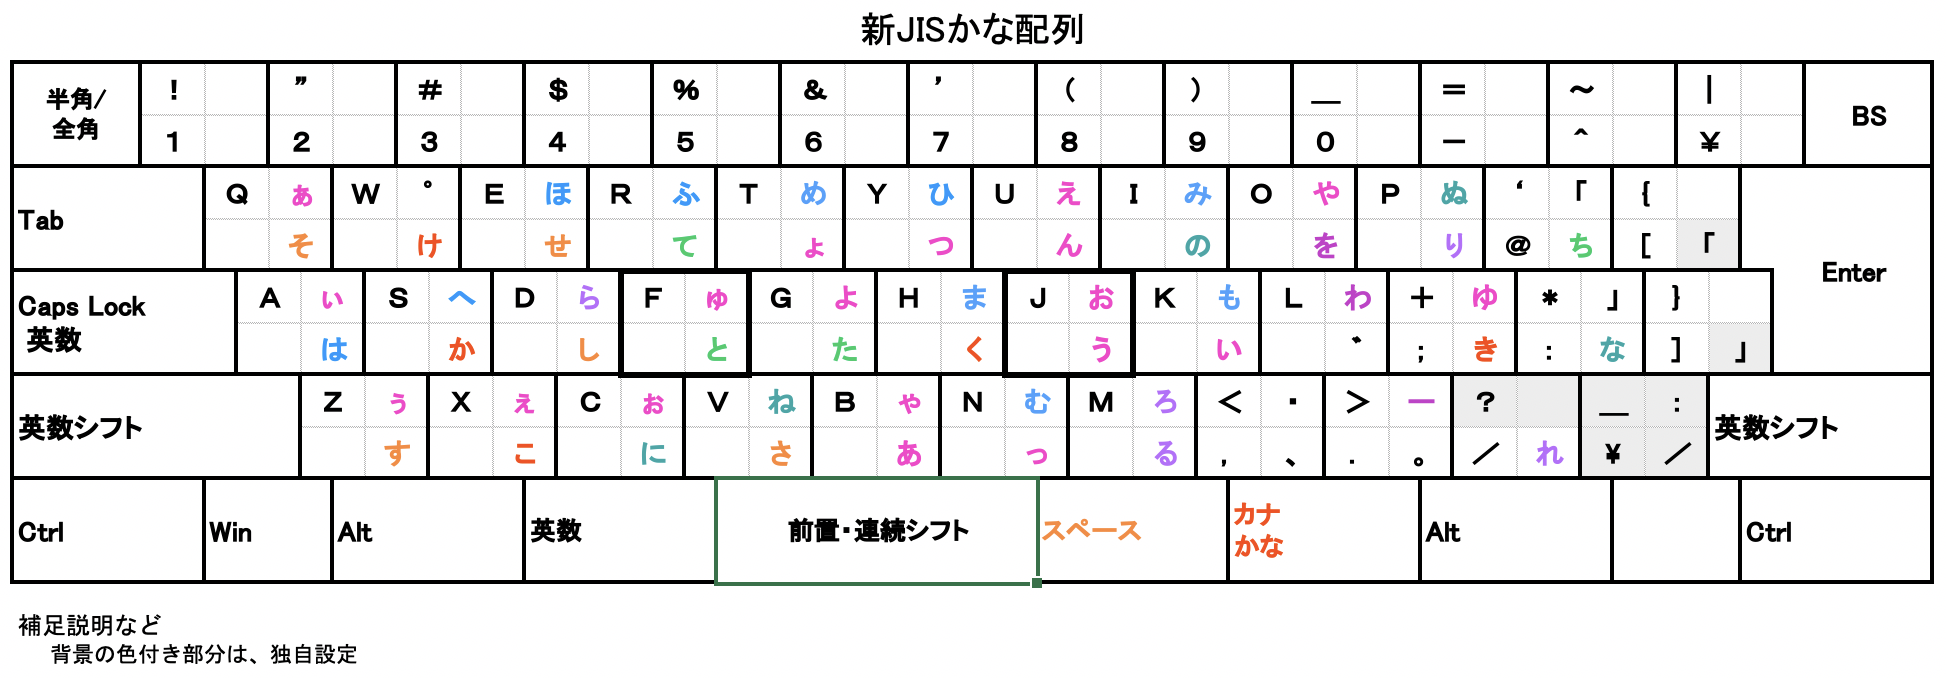 新JISかな配列
半角/
全角
! ” # $ % & ’ ( ) ＿ = ~ |
1 2 3 4 5 6 7 8 9 0 － ^ ¥
BS
Tab
Q ぁ W ゜ E ほ R ふ T め Y ひ U え I み O や P ぬ ‘ 「 {
そ け せ て ょ つ ん の を り @ ち [ 「
Enter
Caps Lock
英数
A ぃ S へ D ら F ゅ G よ H ま J お K も L わ + ゆ * 」 }
は か し と た く う い ゛ ; き : な ] 」
英数シフト
Z ぅ X ぇ C ぉ V ね B ゃ N む M ろ < ・ > ー ? ＿ :
す こ に さ あ っ る , 、 . 。 ／ れ ¥ ／
英数シフト
Ctrl
Win
Alt
英数
前置・連続シフト
スペース
カナ
かな
Alt
Ctrl
補足説明など
背景の色付き部分は、独自設定